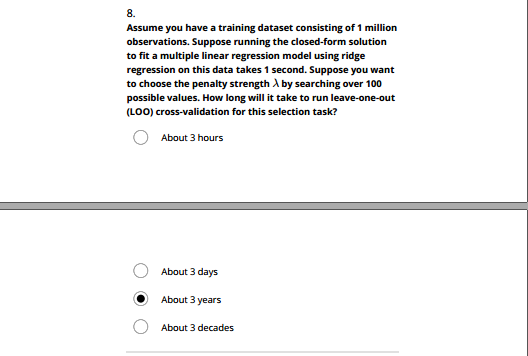 8.
Assume you have a training dataset consisting of 1 million
observations. Suppose running the closed-form solution
to fit a multiple linear regression model using ridge
regression on this data takes 1 second. Suppose you want
to choose the penalty strength λ by searching over 100
possible values. How long will it take to run leave-one-out
(LOO) cross-validation for this selection task?
About 3 hours
About 3 days
About 3 years
About 3 decades